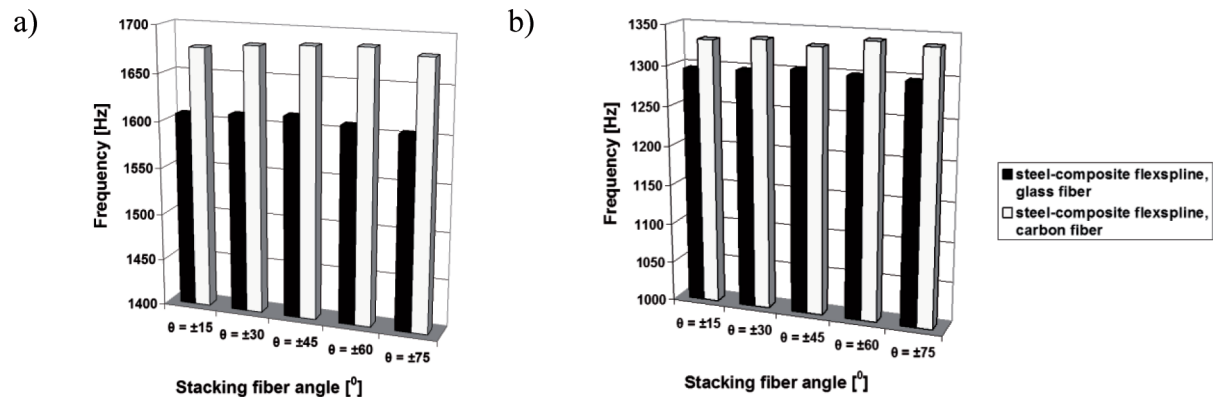 a)
1700
1650
1600
1550
1500
1450
1400
Frequency [Hz]
θ = ±15
θ = ±30
θ = ±45
θ = ±60
θ = ±75
Stacking fiber angle [⁰]
b)
1350
1300
1250
1200
1150
1100
1050
1000
Frequency [Hz]
θ = ±15
θ = ±30
θ = ±45
θ = ±60
θ = ±75
Stacking fiber angle [⁰]
steel-composite flexspline,
glass fiber
steel-composite flexspline,
carbon fiber